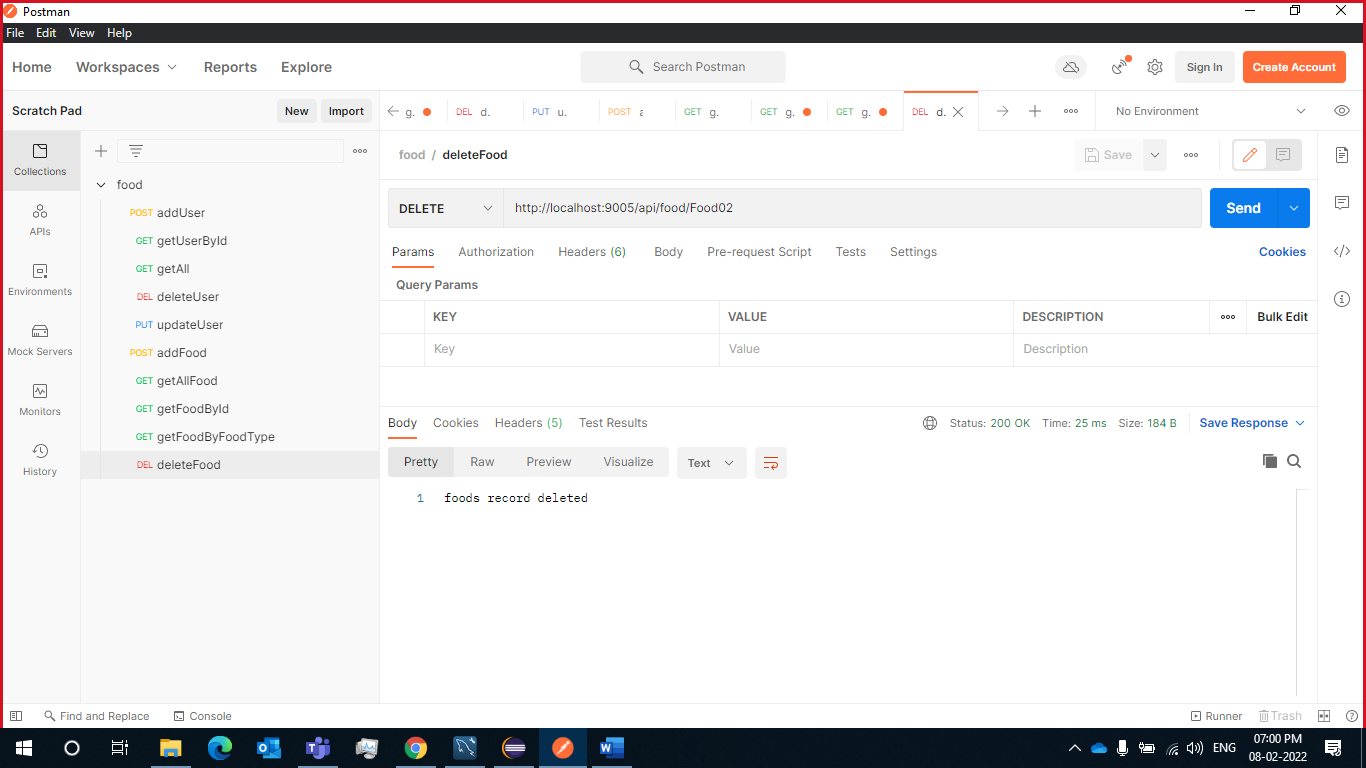 Postman
File Edit View Help
Home Workspaces Reports Explore Search Postman Sign In Create Account
Scratch Pad New Import
g. DEL d. PUT u. POST a GET g. GET g. GET g. DEL d. No Environment
Collections
APIs
Environments
Mock Servers
Monitors
History
food
POST addUser
GET getUserById
GET getAll
DEL deleteUser
PUT updateUser
POST addFood
GET getAllFood
GET getFoodById
GET getFoodByFoodType
DEL deleteFood
food / deleteFood Save
DELETE http://localhost:9005/api/food/Food02 Send
Params Authorization Headers (6) Body Pre-request Script Tests Settings Cookies
Query Params
KEY VALUE DESCRIPTION Bulk Edit
Key Value Description
Body Cookies Headers (5) Test Results Status: 200 OK Time: 25 ms Size: 184 B Save Response
Pretty Raw Preview Visualize Text
1 foods record deleted
Find and Replace Console Runner Trash
ENG 07:00 PM
08-02-2022